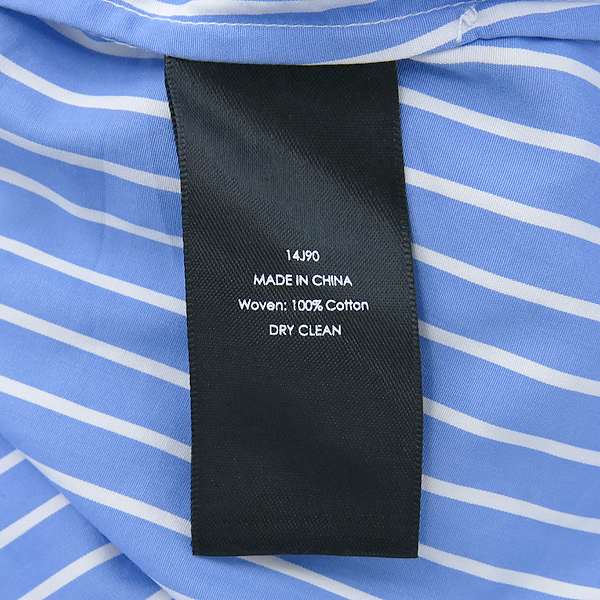 14J90
MADE IN CHINA
Woven: 100% Cotton
DRY CLEAN